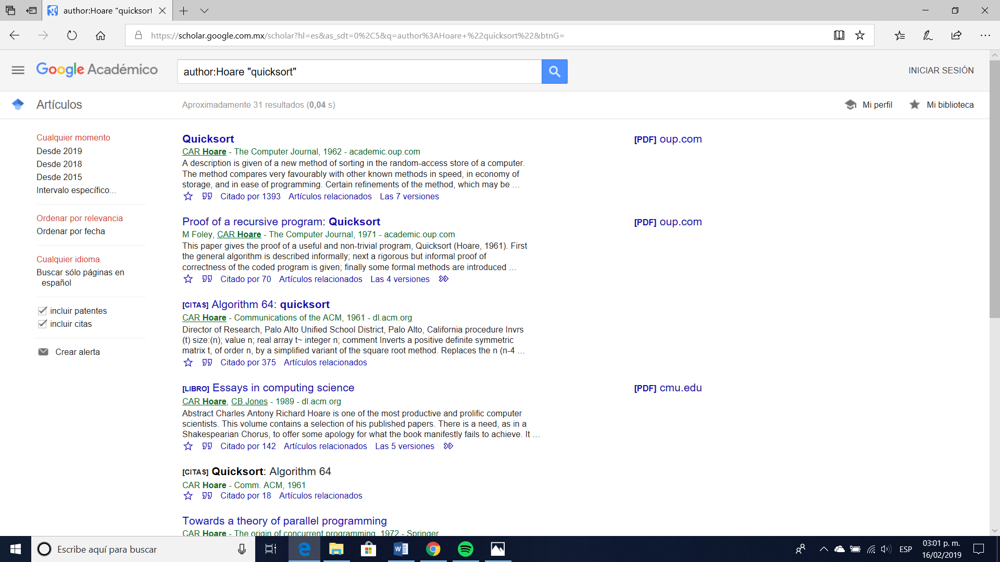 author:Hoare "quicksort
https://scholar.google.com.mx/scholar?hl=es&as_sdt=0%2C5&q=author%3AHoare+%22quicksort%22&btnG=
Google Académico
author:Hoare "quicksort"
INICIAR SESIÓN
Artículos
Aproximadamente 31 resultados (0,04 s)
Mi perfil
Mi biblioteca
Cualquier momento
Desde 2019
Desde 2018
Desde 2015
Intervalo específico...
Ordenar por relevancia
Ordenar por fecha
Cualquier idioma
Buscar sólo páginas en
español
incluir patentes
incluir citas
Crear alerta
Quicksort
[PDF] oup.com
CAR Hoare - The Computer Journal, 1962 - academic.oup.com
A description is given of a new method of sorting in the random-access store of a computer.
The method compares very favourably with other known methods in speed, in economy of
storage, and in ease of programming. Certain refinements of the method, which may be …
Citado por 1393 Artículos relacionados Las 7 versiones
Proof of a recursive program: Quicksort
[PDF] oup.com
M Foley, CAR Hoare - The Computer Journal, 1971 - academic.oup.com
This paper gives the proof of a useful and non-trivial program, Quicksort (Hoare, 1961). First
the general algorithm is described informally; next a rigorous but informal proof of
correctness of the coded program is given; finally some formal methods are introduced …
Citado por 70 Artículos relacionados Las 4 versiones
[CITAS] Algorithm 64: quicksort
CAR Hoare - Communications of the ACM, 1961 - dl.acm.org
Director of Research, Palo Alto Unified School District, Palo Alto, California procedure Invrs
(t) size:(n); value n; real array t~ integer n; comment Inverts a positive definite symmetric
matrix t, of order n, by a simplified variant of the square root method. Replaces the n (n-4 …
Citado por 375 Artículos relacionados
[LIBRO] Essays in computing science
[PDF] cmu.edu
CAR Hoare, CB Jones - 1989 - dl.acm.org
Abstract Charles Antony Richard Hoare is one of the most productive and prolific computer
scientists. This volume contains a selection of his published papers. There is a need, as in a
Shakespearian Chorus, to offer some apology for what the book manifestly fails to achieve. It …
Citado por 142 Artículos relacionados Las 5 versiones
[CITAS] Quicksort: Algorithm 64
CAR Hoare - Comm. ACM, 1961
Citado por 18 Artículos relacionados
Towards a theory of parallel programming
CAR Hoare - The origin of concurrent programming, 1972 - Springer
Escribe aquí para buscar
ESP
03:01 p. m.
16/02/2019